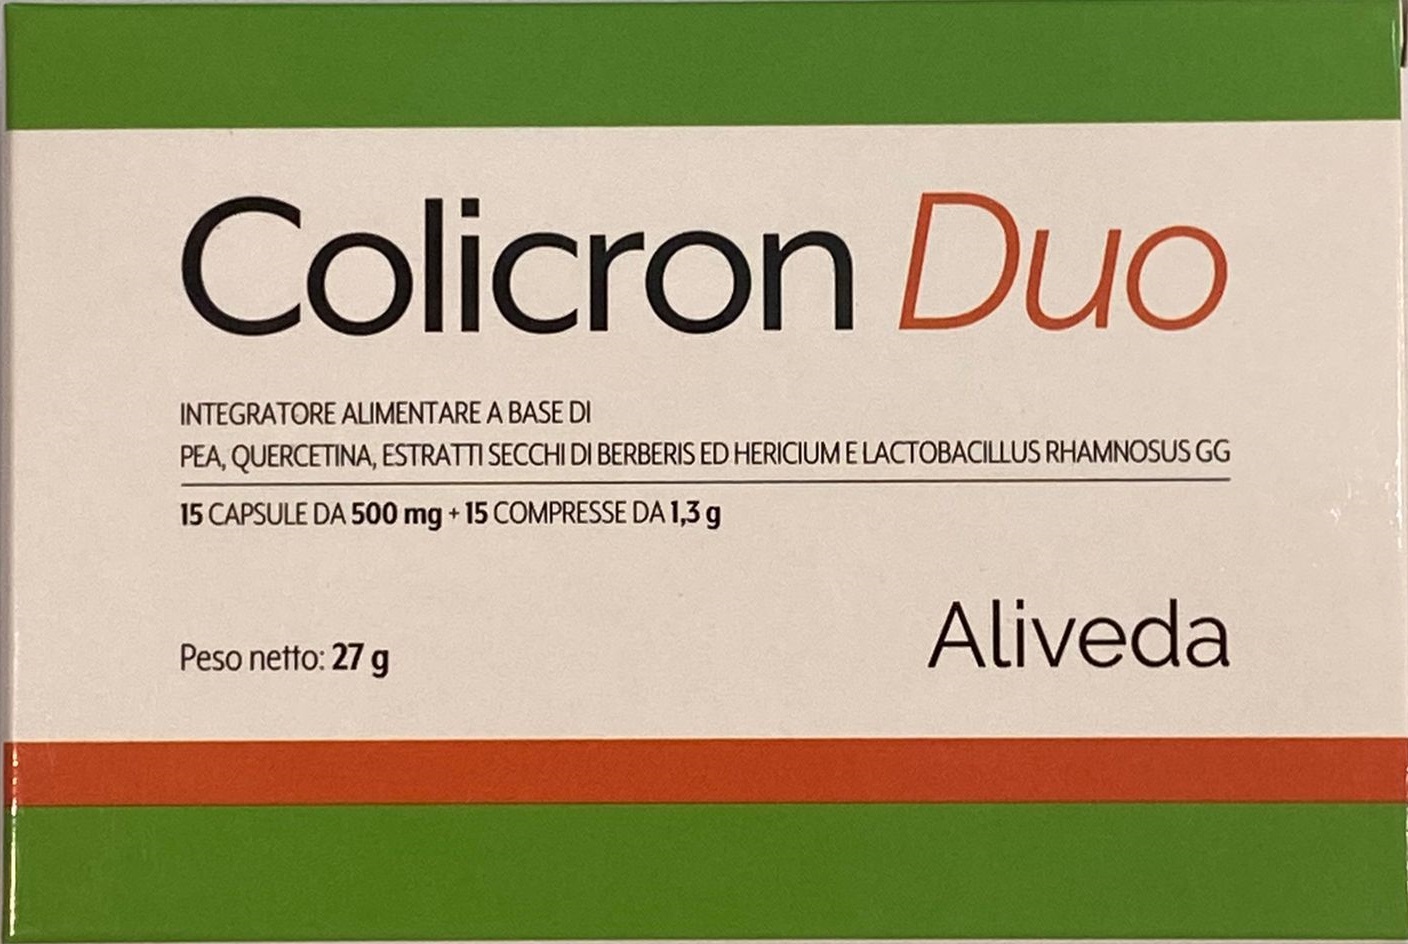 Colicron Duo
INTEGRATORE ALIMENTARE A BASE DI
PEA, QUERCETINA, ESTRATTI SECCHI DI BERBERIS ED HERICIUM E LACTOBACILLUS RHAMNOSUS GG
15 CAPSULE DA 500 mg + 15 COMPRESSE DA 1,3 g
Peso netto: 27 g
Aliveda